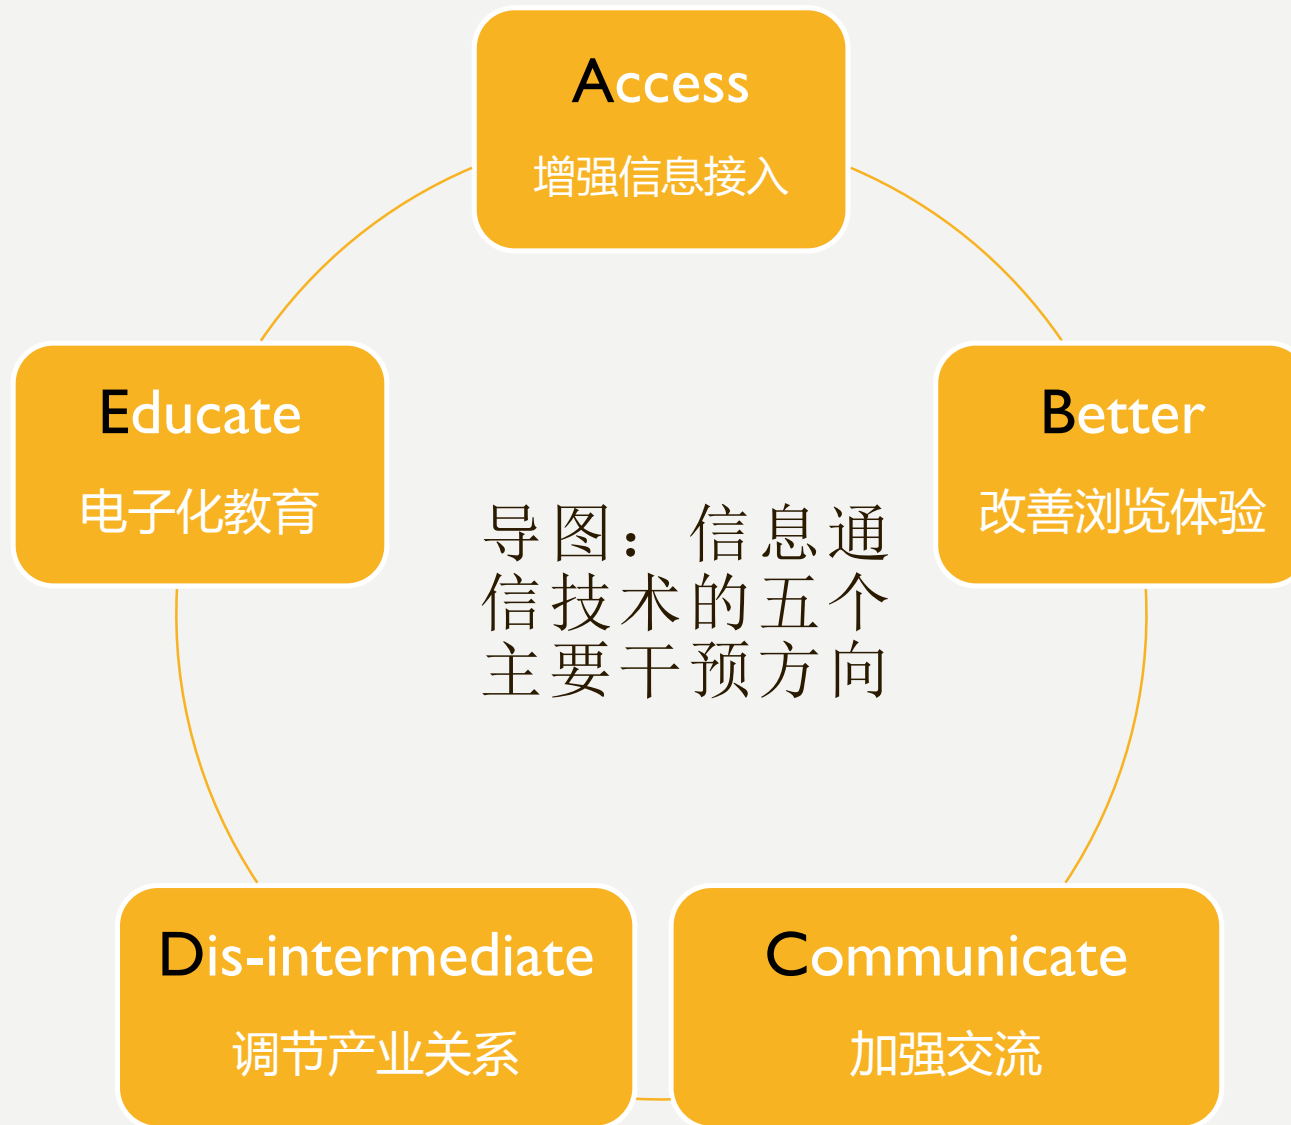 Access
增强信息接入
Educate
电子化教育
Better
改善浏览体验
导图：信息通
信技术的五个
主要干预方向
Dis-intermediate
调节产业关系
Communicate
加强交流